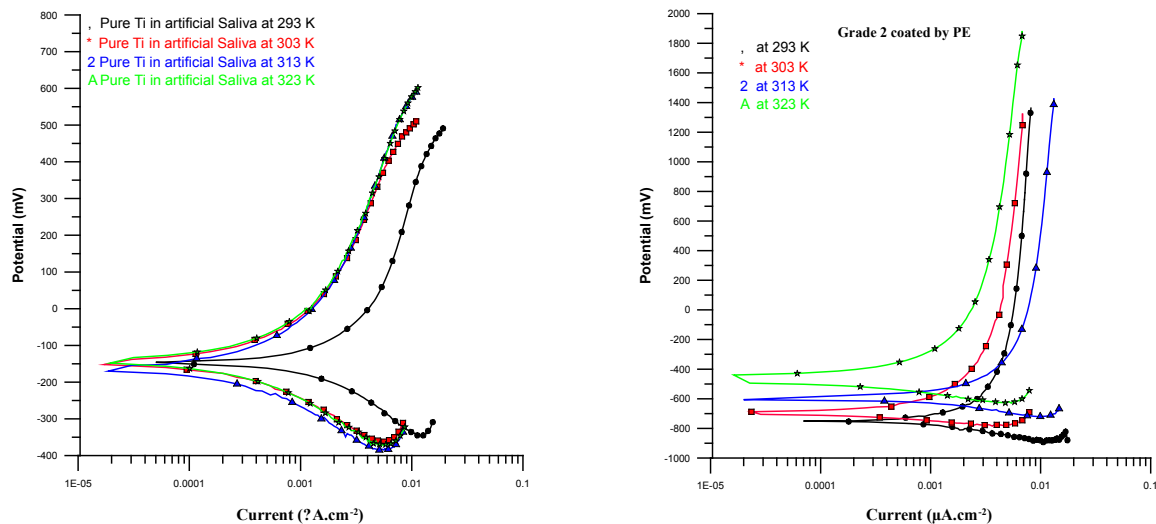 800
700
600
500
400
300
200
100
0
-100
-200
-300
-400
Potential (mV)
, Pure Ti in artificial Saliva at 293 K
* Pure Ti in artificial Saliva at 303 K
2 Pure Ti in artificial Saliva at 313 K
A Pure Ti in artificial Saliva at 323 K
1E-05 0.0001 0.001 0.01 0.1
Current (?A.cm-2)
2000
1800
1600
1400
1200
1000
800
600
400
200
0
-200
-400
-600
-800
-1000
Potential (mV)
Grade 2 coated by PE
, at 293 K
* at 303 K
2 at 313 K
A at 323 K
1E-05 0.0001 0.001 0.01 0.1
Current (µA.cm-2)